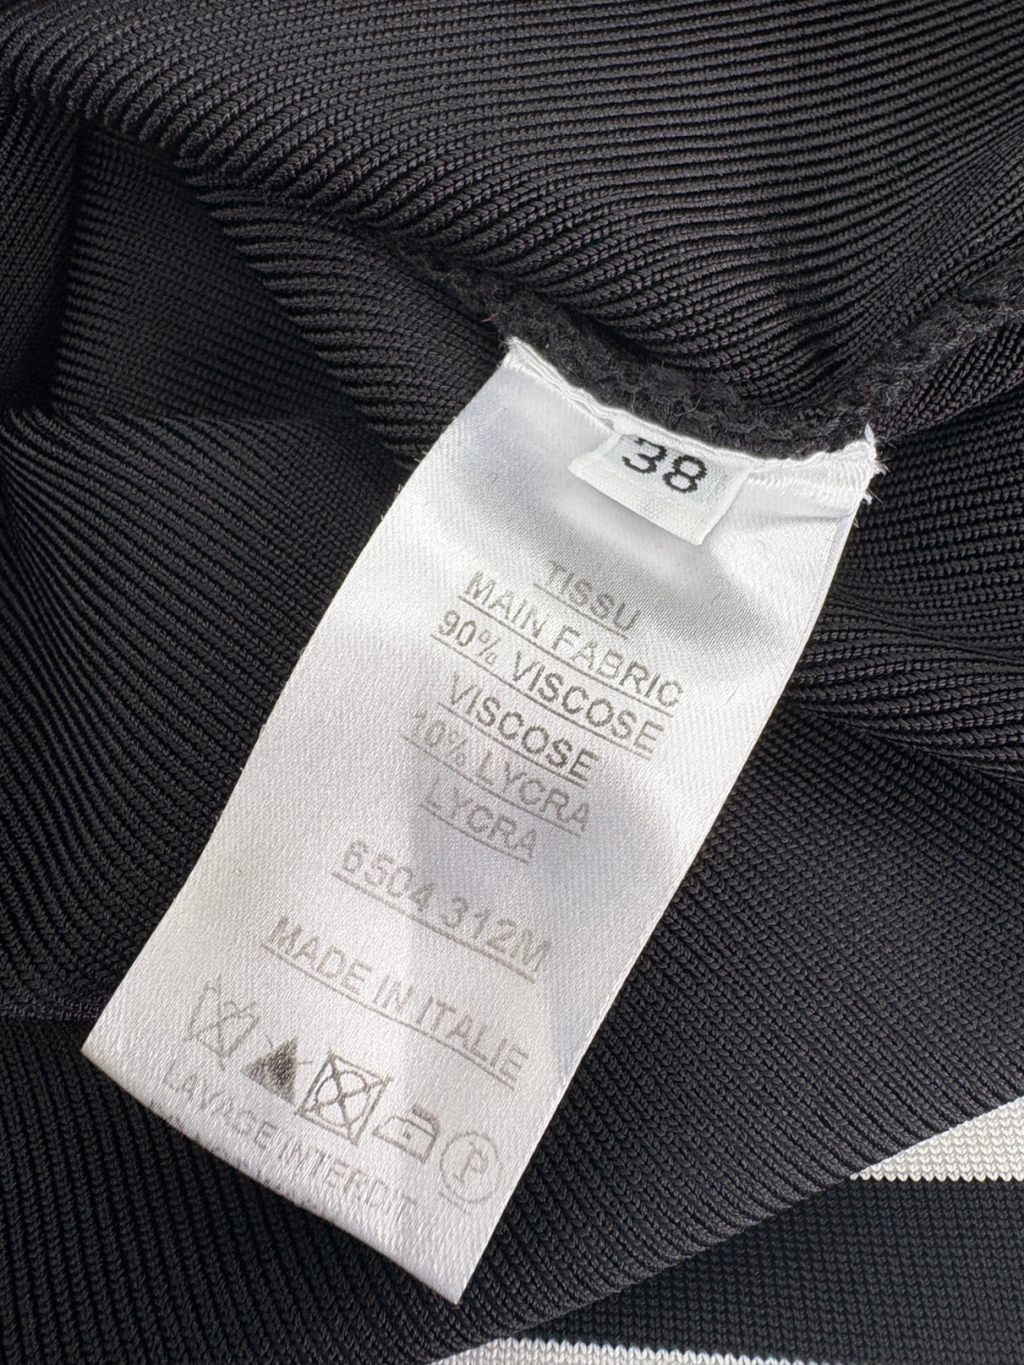 38
TISSU
MAIN FABRIC
90% VISCOSE
VISCOSE
10% LYCRA
LYCRA
6504 312M
MADE IN ITALIE
P
LAVAGE INTERDIT